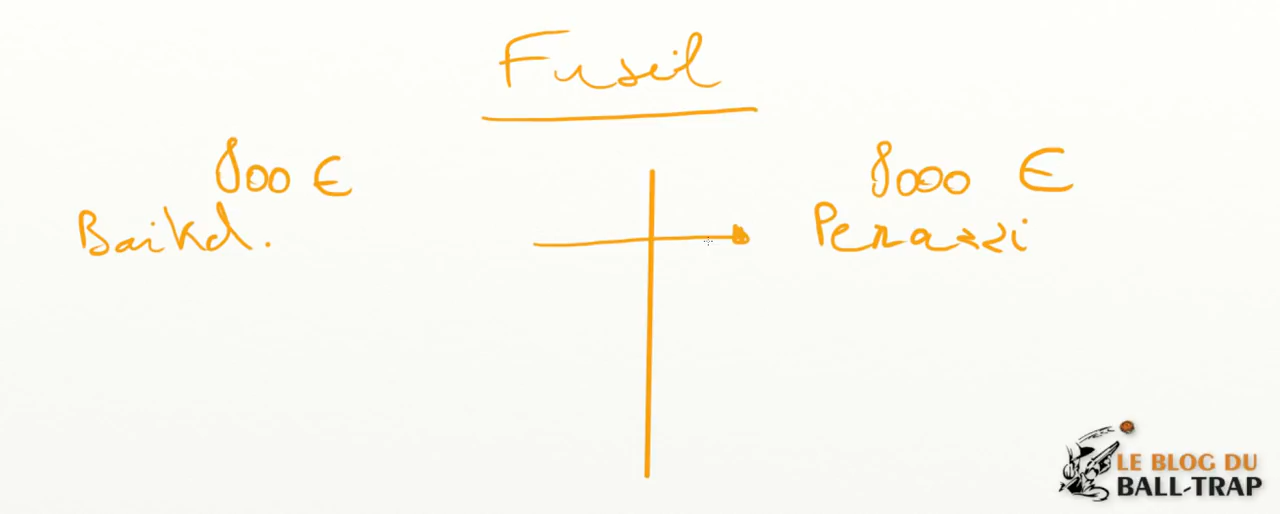 Fusil
800 €
Baikal.
8000 €
Perazzi
LE BLOG DU
BALL-TRAP